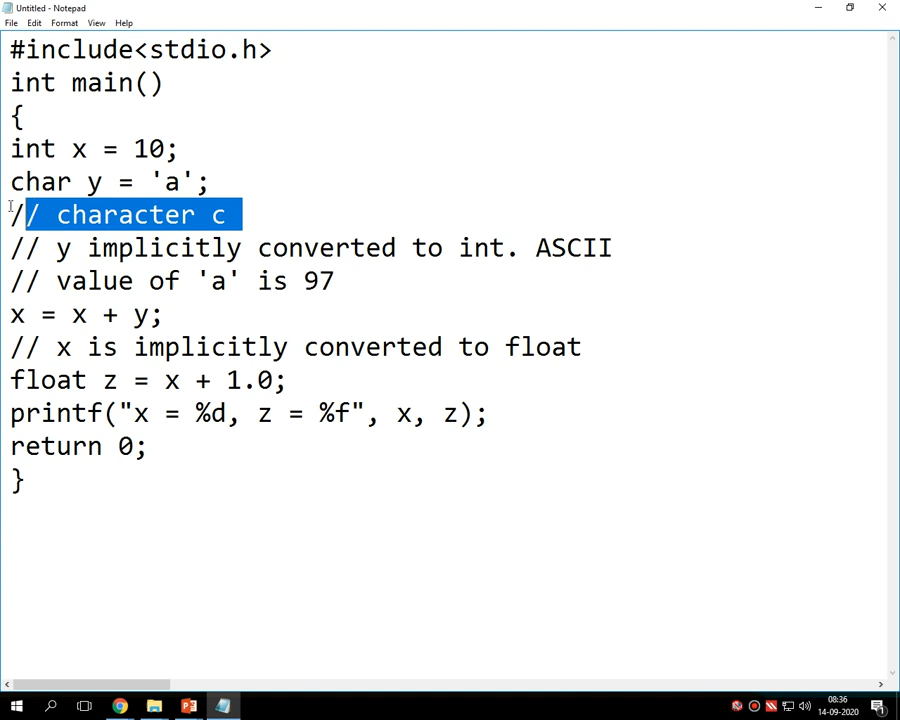 Untitled - Notepad
File Edit Format View Help
#include<stdio.h>
int main()
{
int x = 10;
char y = 'a';
// character c
// y implicitly converted to int. ASCII
// value of 'a' is 97
x = x + y;
// x is implicitly converted to float
float z = x + 1.0;
printf("x = %d, z = %f", x, z);
return 0;
}
08:36
14-09-2020